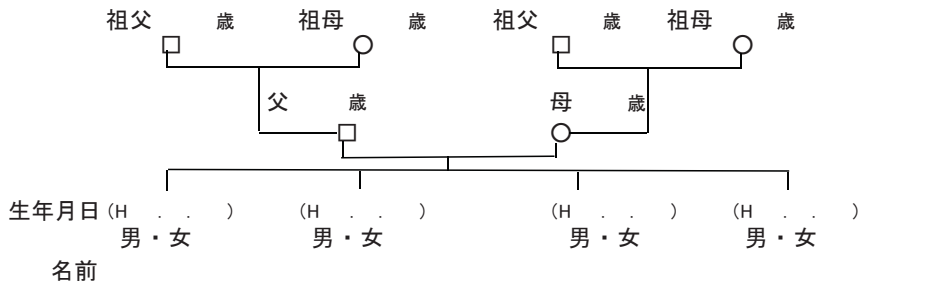 祖父 歳 祖母 歳 祖父 歳 祖母 歳
父 歳 母 歳
生年月日 (H . . ) (H . . ) (H . . ) (H . . )
男・女 男・女 男・女 男・女
名前